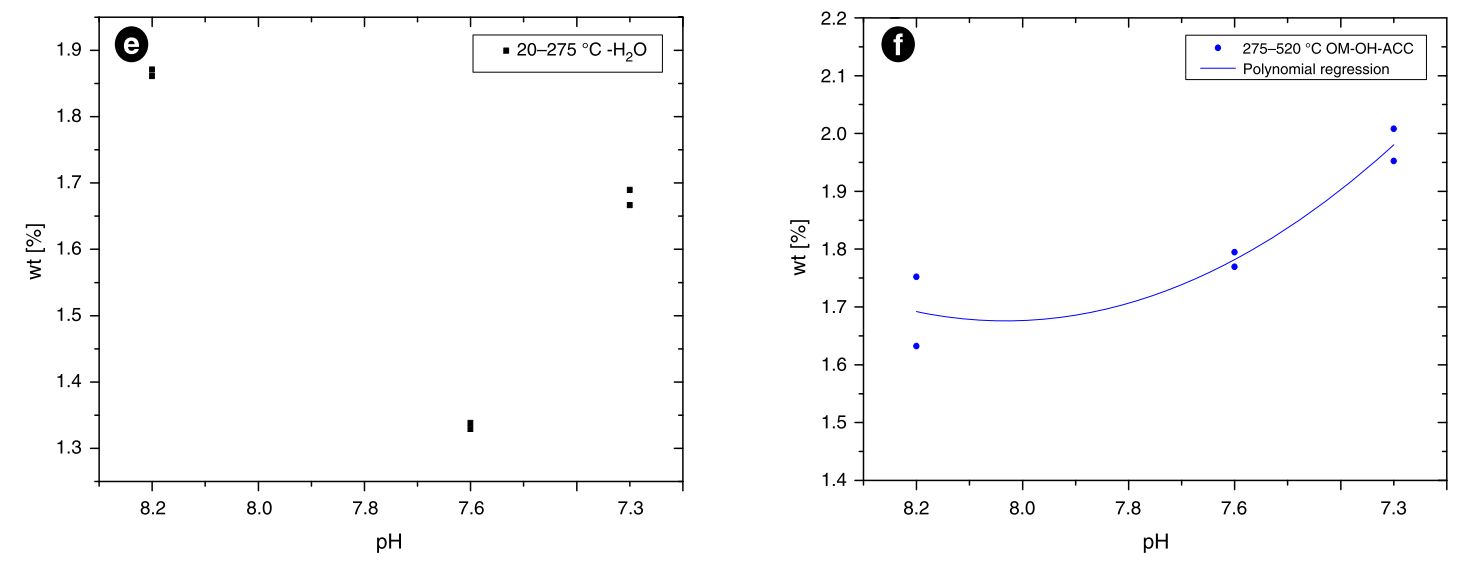 e
20–275 °C -H₂O
1.9
1.8
1.7
1.6
1.5
1.4
1.3
wt [%]
8.2 8.0 7.8 7.6 7.3
pH
f
275–520 °C OM-OH-ACC
Polynomial regression
2.2
2.1
2.0
1.9
1.8
1.7
1.6
1.5
1.4
wt [%]
8.2 8.0 7.8 7.6 7.3
pH